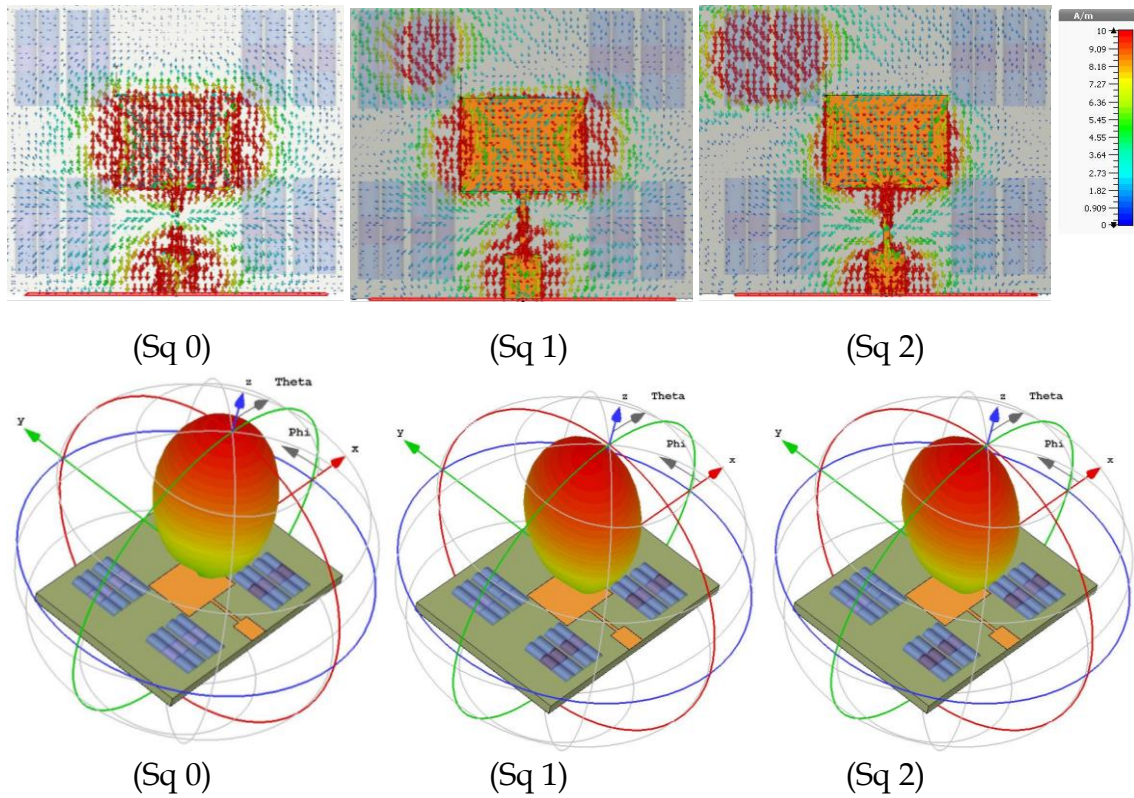 A/m
10
9.09
8.18
7.27
6.36
5.45
4.55
3.64
2.73
1.82
0.909
0
(Sq 0) (Sq 1) (Sq 2)
z Theta
y Phi x
z Theta
y Phi x
z Theta
y Phi x
(Sq 0) (Sq 1) (Sq 2)